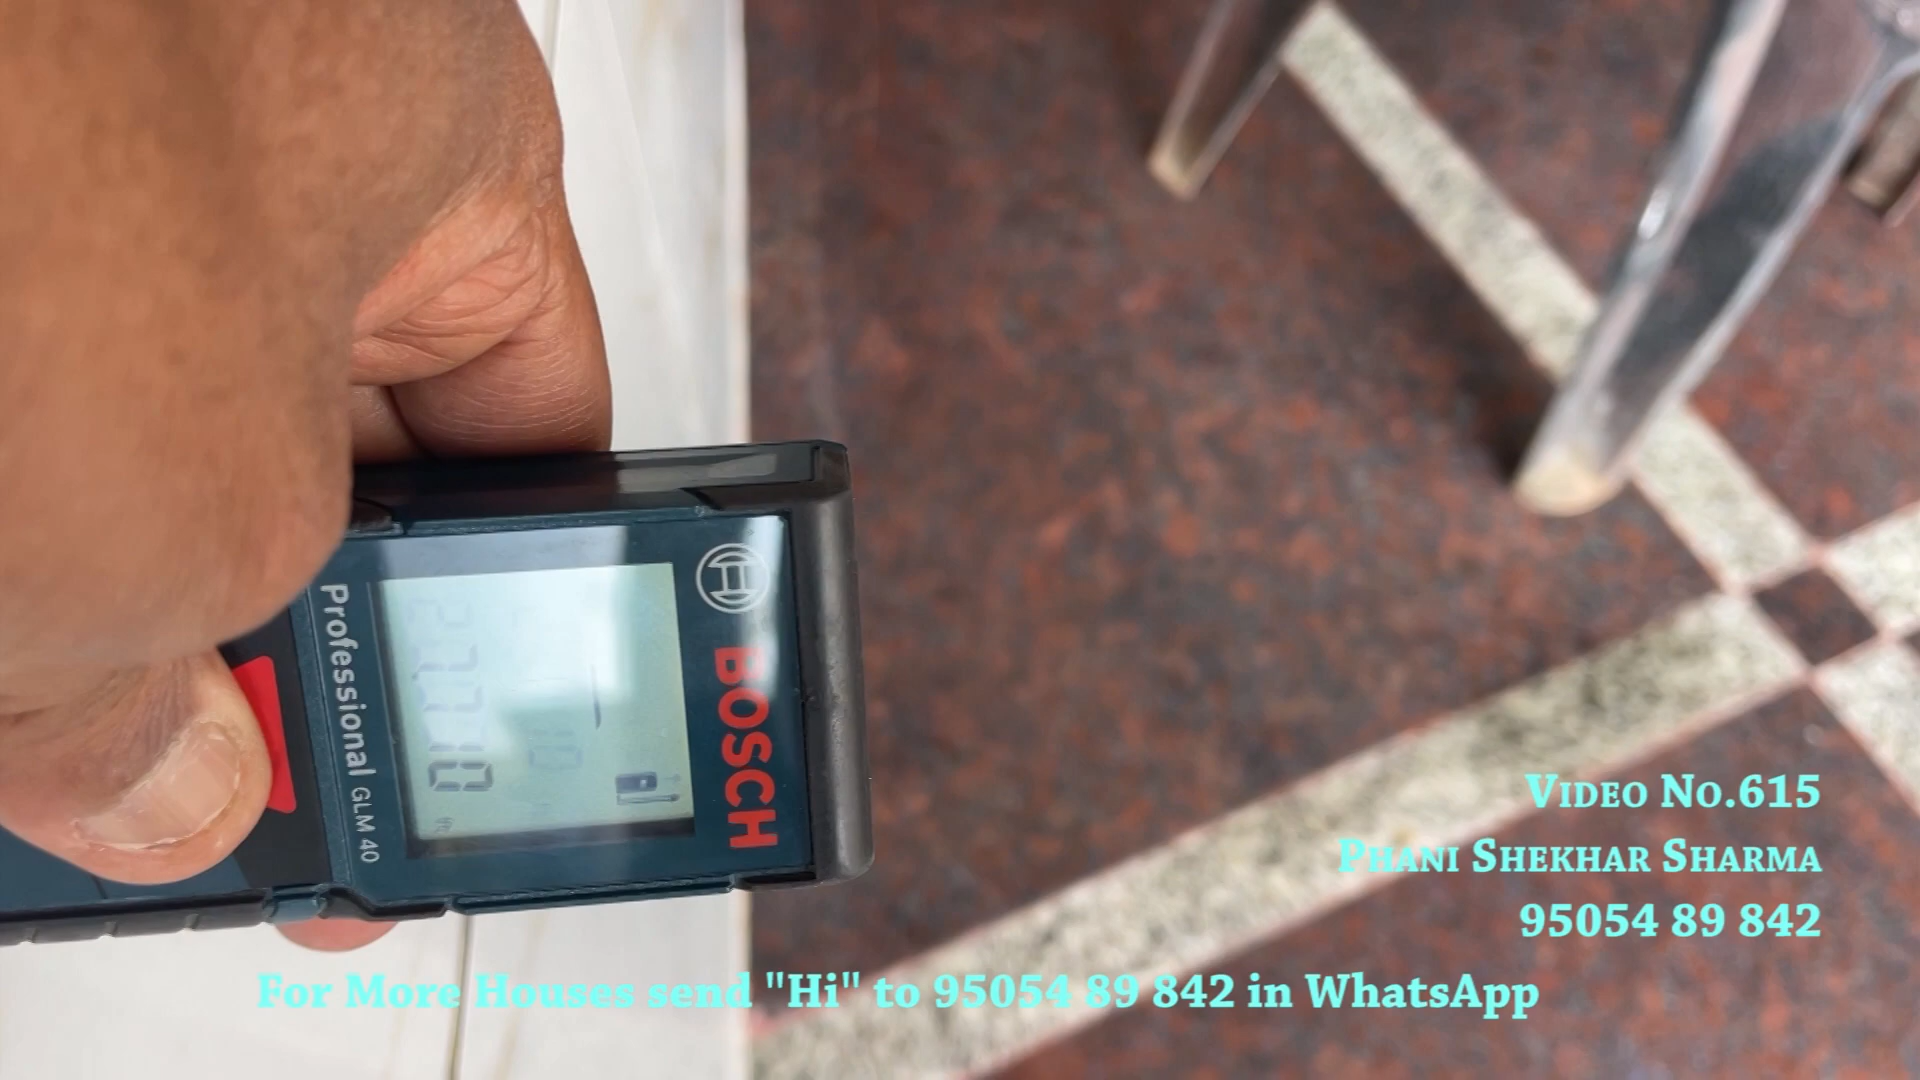 BOSCH
Professional GLM 40
VIDEO NO.615
PHANI SHEKHAR SHARMA
95054 89 842
For More Houses send "Hi" to 95054 89 842 in WhatsApp